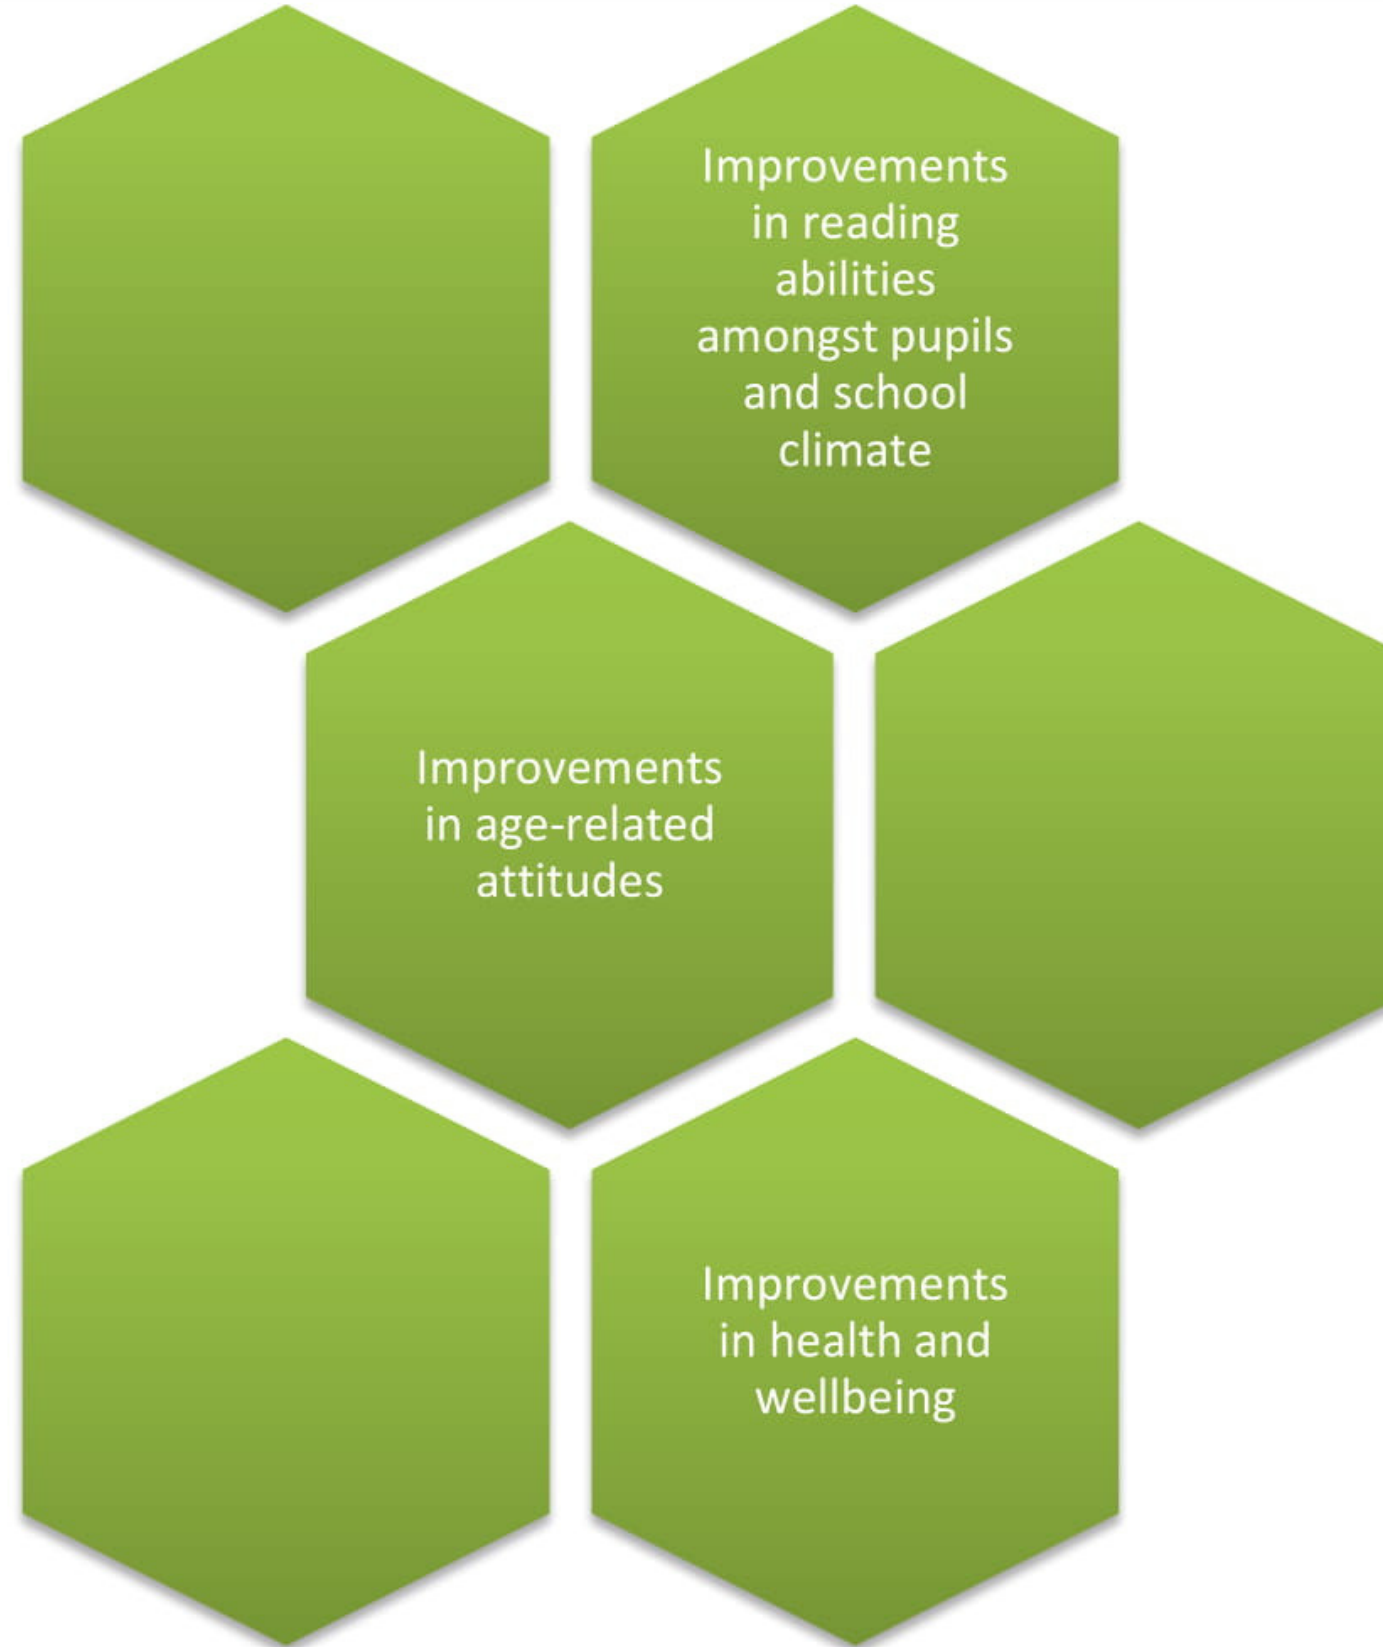 Improvements
in reading
abilities
amongst pupils
and school
climate
Improvements
in age-related
attitudes
Improvements
in health and
wellbeing